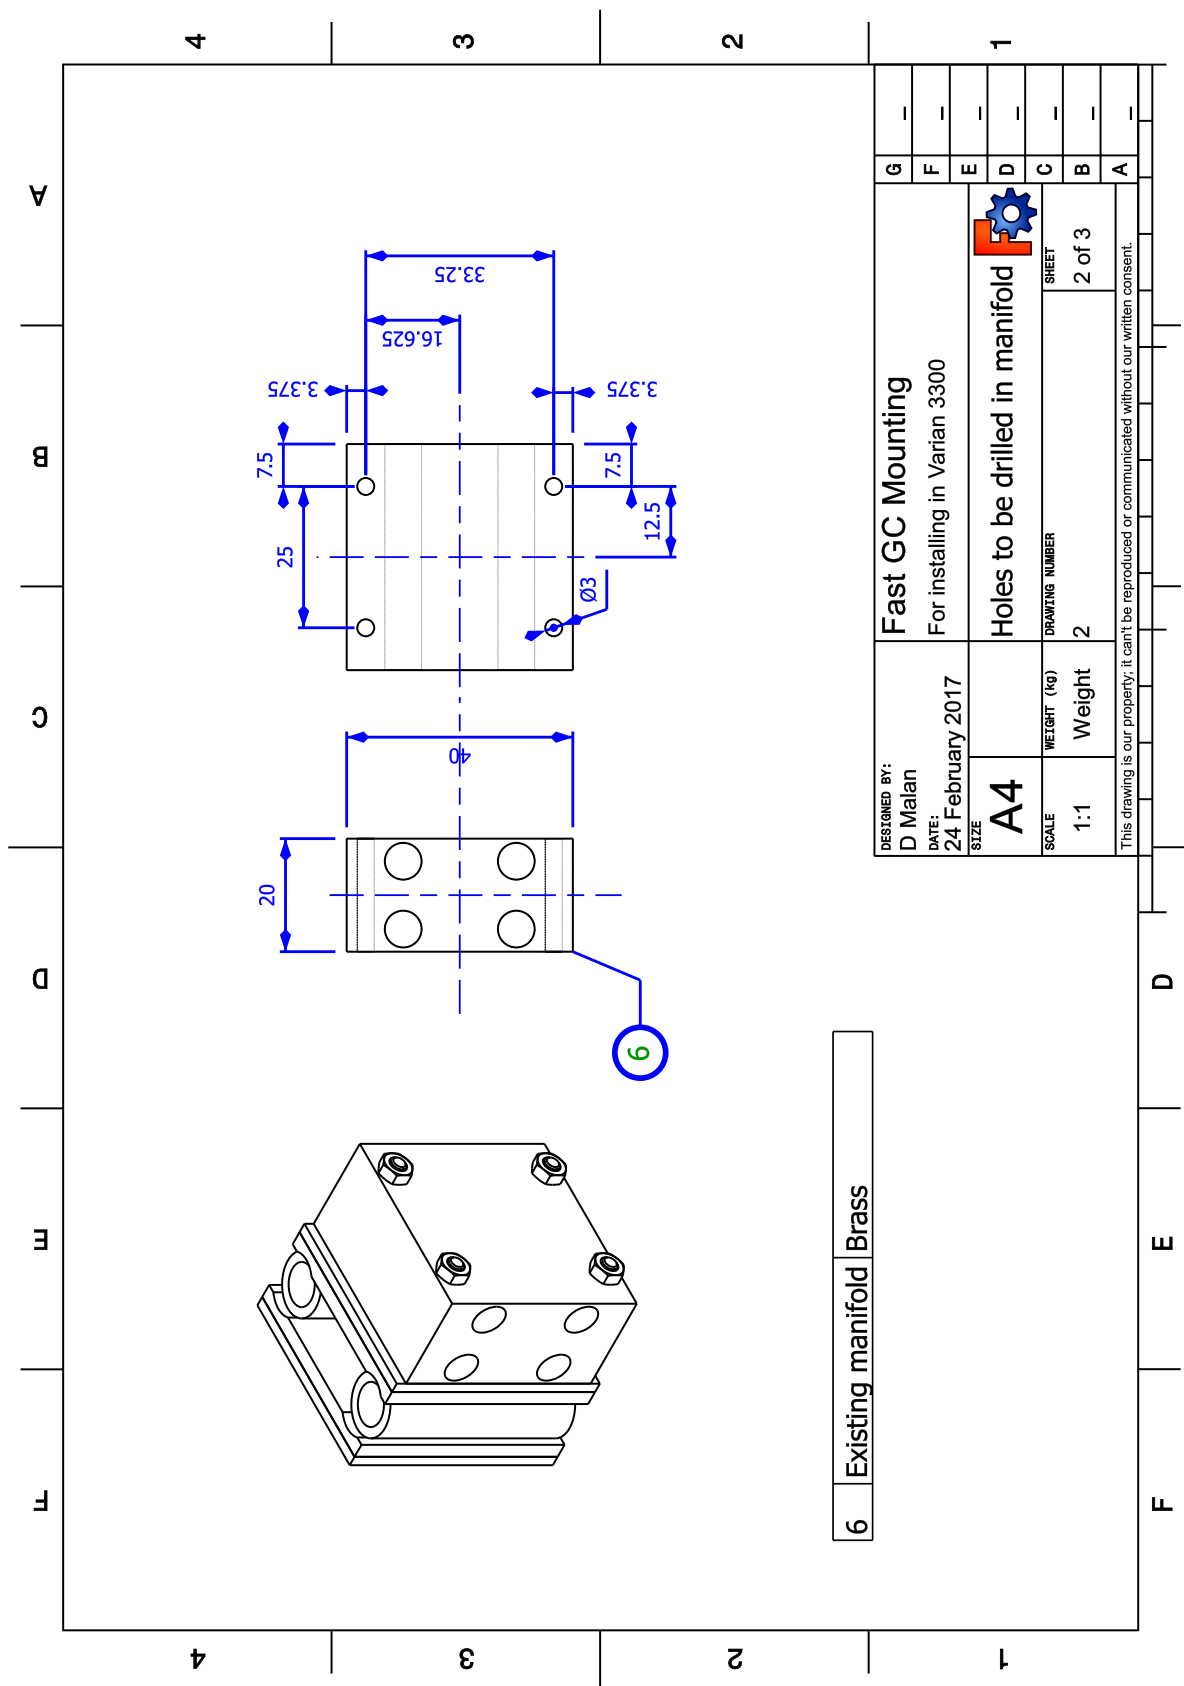 F E D C B A
4 4
20 25 7.5 3.375
16.625
33.25
40
3 3
Ø3
7.5
3.375
12.5
6
2 2
6 Existing manifold Brass
DESIGNED BY:
D Malan
DATE:
24 February 2017
Fast GC Mounting
For installing in Varian 3300
SIZE
A4
Holes to be drilled in manifold
SCALE
1:1
WEIGHT (kg)
Weight
DRAWING NUMBER
2
SHEET
2 of 3
This drawing is our property; it can't be reproduced or communicated without our written consent.
G –
F –
E –
D –
C –
B –
A –
1 1
F E D